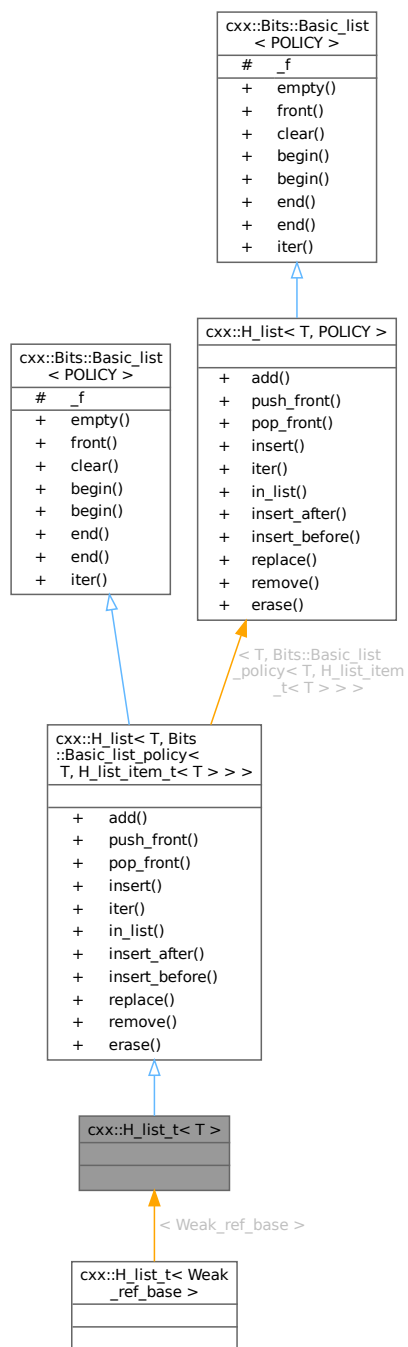 cxx::Bits::Basic_list
< POLICY >
# _f
+ empty()
+ front()
+ clear()
+ begin()
+ begin()
+ end()
+ end()
+ iter()
cxx::H_list< T, POLICY >
+ add()
+ push_front()
+ pop_front()
+ insert()
+ iter()
+ in_list()
+ insert_after()
+ insert_before()
+ replace()
+ remove()
+ erase()
cxx::Bits::Basic_list
< POLICY >
# _f
+ empty()
+ front()
+ clear()
+ begin()
+ begin()
+ end()
+ end()
+ iter()
< T, Bits::Basic_list
_policy< T, H_list_item
_t< T > > >
cxx::H_list< T, Bits
::Basic_list_policy<
T, H_list_item_t< T > > >
+ add()
+ push_front()
+ pop_front()
+ insert()
+ iter()
+ in_list()
+ insert_after()
+ insert_before()
+ replace()
+ remove()
+ erase()
cxx::H_list_t< T >
< Weak_ref_base >
cxx::H_list_t< Weak
_ref_base >